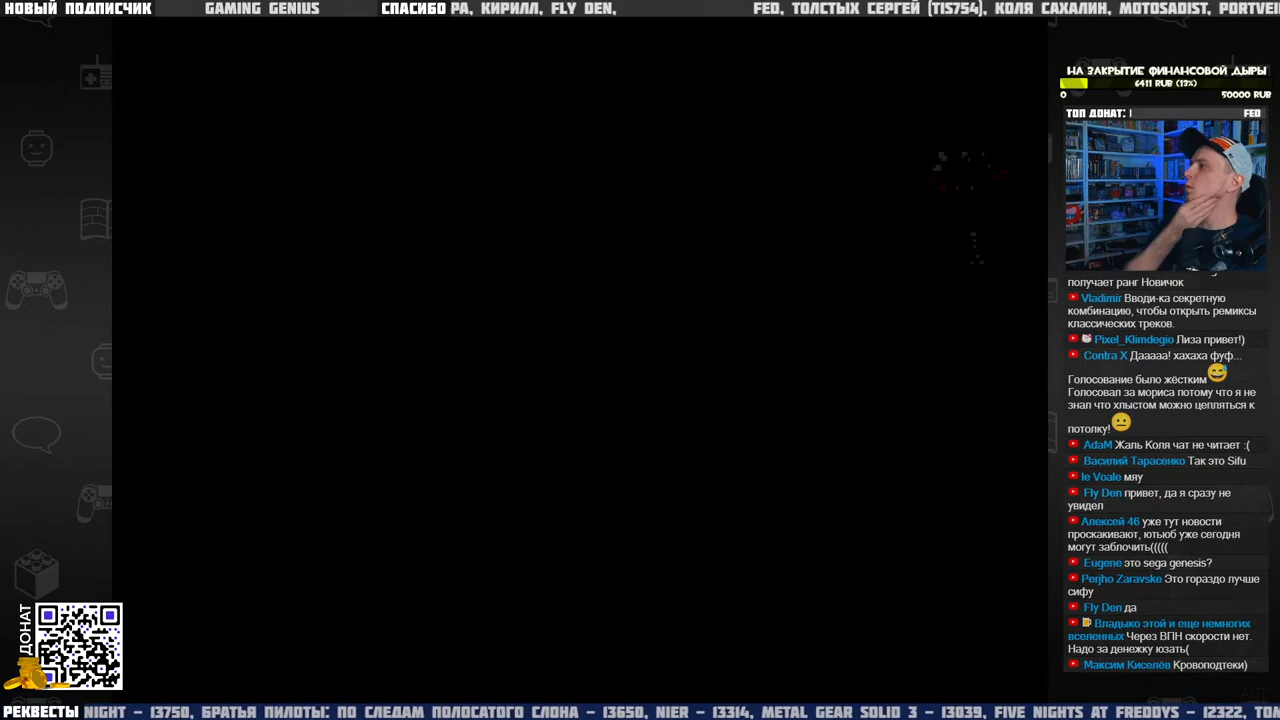 НОВЫЙ ПОДПИСЧИК GAMING GENIUS СПАСИБО РА, КИРИЛЛ, FLY DEN, FED, ТОЛСТЫХ СЕРГЕЙ (TIS754), КОЛЯ САХАЛИН, MOTOSADIST,
НА ЗАКРЫТИЕ ФИНАНСОВОЙ ДЫРЫ
6411 RUB (13%)
0 50000 RUB
ТОП ДОНАТ: FED
получает ранг Новичок
Vladimir Вводи-ка секретную
комбинацию, чтобы открыть ремиксы
классических треков.
Pixel_Klimdegio Лиза привет!)
Contra X Дааааа! хахаха фуф...
Голосование было жёстким😅
Голосовал за мориса потому что я не
знал что хлыстом можно цепляться к
потолку!😐
AdaM Жаль Коля чат не читает :(
Василий Тарасенко Так это Sifu
le Voale мяу
Fly Den привет, да я сразу не
увидел
Алексей 46 уже тут новости
проскакивают, ютьюб уже сегодня
могут заблочить(((((
Eugene это sega genesis?
Perjho Zaravske Это гораздо лучше
сифу
Fly Den да
Владыко этой и еще немногих
вселенных Через ВПН скорости нет.
Надо за денежку юзать(
Максим Киселёв Кровоподтеки)
ДОНАТ
РЕКВЕСТЫ NIGHT – 13750, БРАТЬЯ ПИЛОТЫ: ПО СЛЕДАМ ПОЛОСАТОГО СЛОНА – 13650, NIER – 13314, METAL GEAR SOLID 3 – 13039, FIVE NIGHTS AT FREDDYS – 12322,